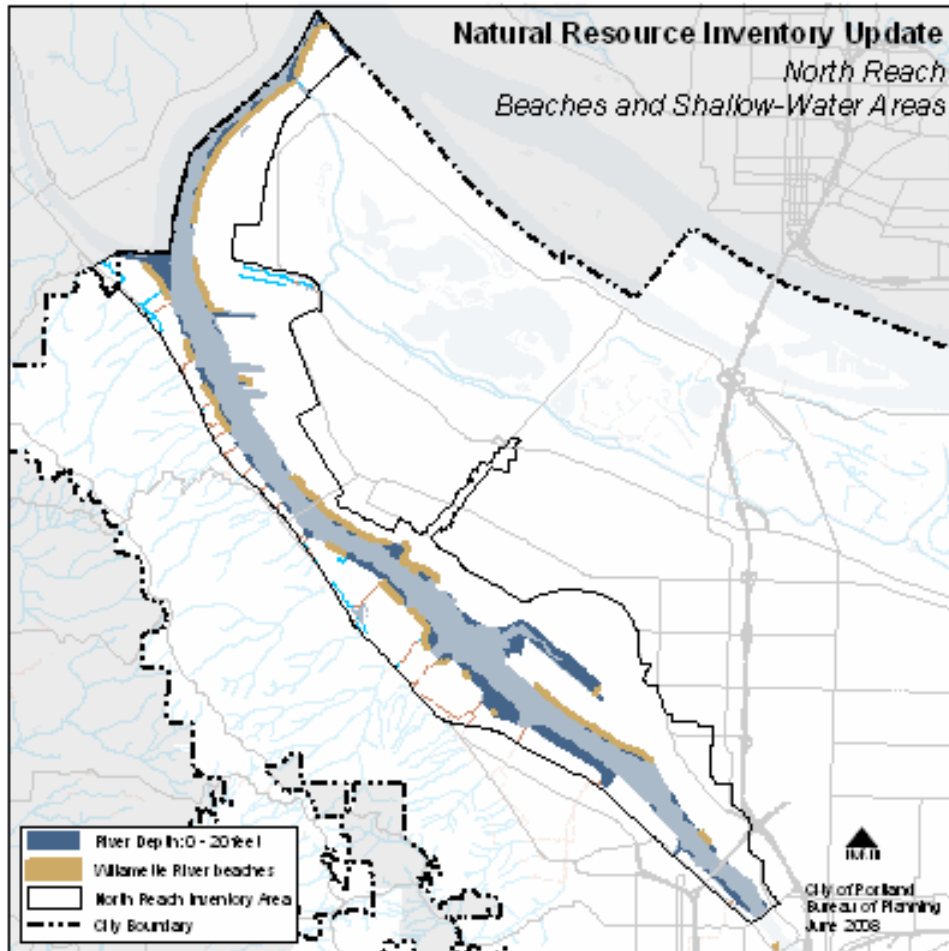 Natural Resource Inventory Update
North Reach
Beaches and Shallow-Water Areas
River Depth: 0 - 20 feet
Willamette River beaches
North Reach Inventory Area
City Boundary
NORTH
City of Portland
Bureau of Planning
June 2008